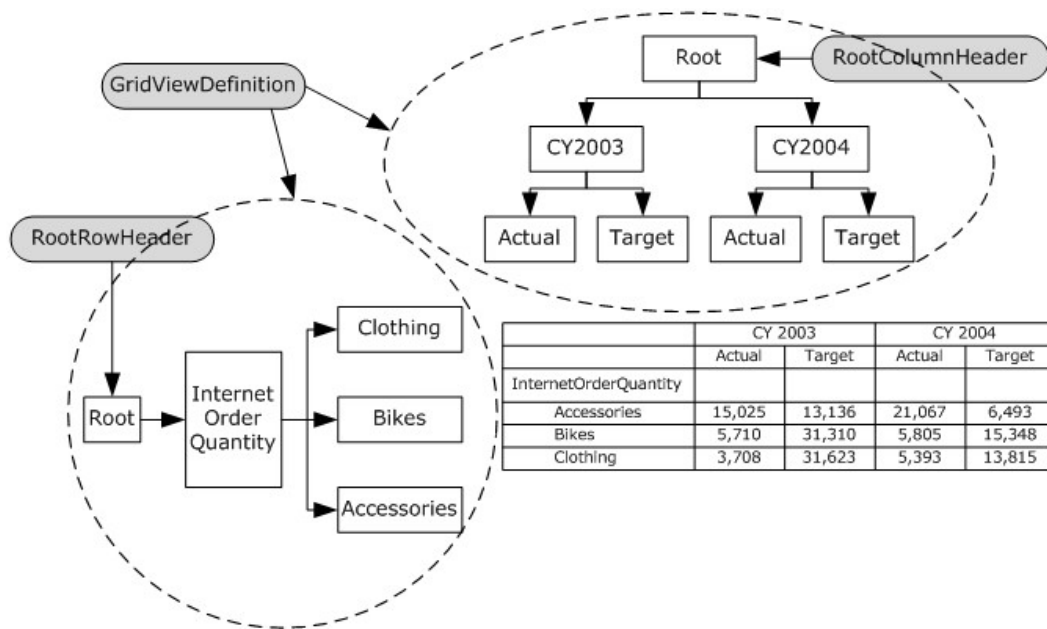 Root
RootColumnHeader
GridViewDefinition
CY2003
CY2004
Actual
Target
Actual
Target
RootRowHeader
Root
Internet
Order
Quantity
Clothing
Bikes
Accessories
CY 2003 CY 2004
Actual Target Actual Target
InternetOrderQuantity
Accessories 15,025 13,136 21,067 6,493
Bikes 5,710 31,310 5,805 15,348
Clothing 3,708 31,623 5,393 13,815